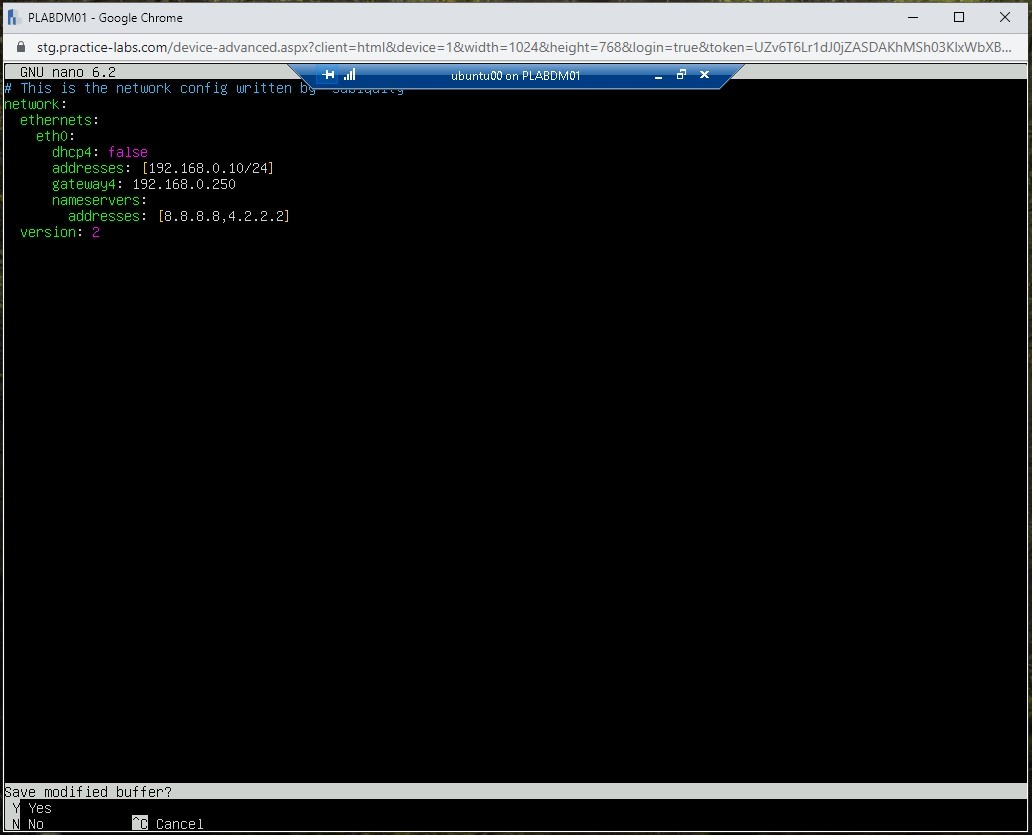 PLABDM01 - Google Chrome
stg.practice-labs.com/device-advanced.aspx?client=html&device=1&width=1024&height=768&login=true&token=UZv6T6Lr1dJ0jZASDAKhMSh03KlxWbXB...
GNU nano 6.2
ubuntu00 on PLABDM01
# This is the network config written by
network:
  ethernets:
    eth0:
      dhcp4: false
      addresses: [192.168.0.10/24]
      gateway4: 192.168.0.250
      nameservers:
        addresses: [8.8.8.8,4.2.2.2]
  version: 2
Save modified buffer?
Y Yes
N No ^C Cancel